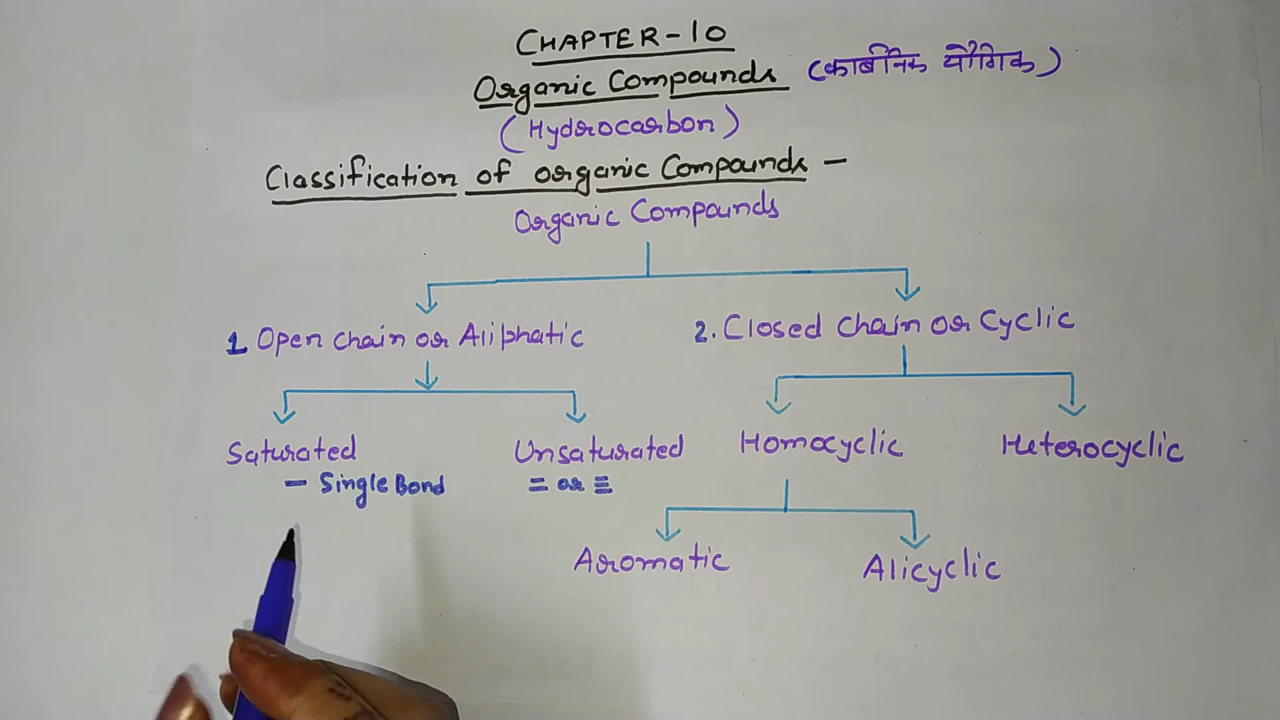 CHAPTER-10
Organic Compounds (कार्बनिक यौगिक)
(Hydrocarbon)
Classification of organic Compounds -
Organic Compounds
1. Open chain or Aliphatic
2. Closed chain or Cyclic
Saturated
- Single Bond
Unsaturated
= or ≡
Homocyclic
Heterocyclic
Aromatic
Alicyclic